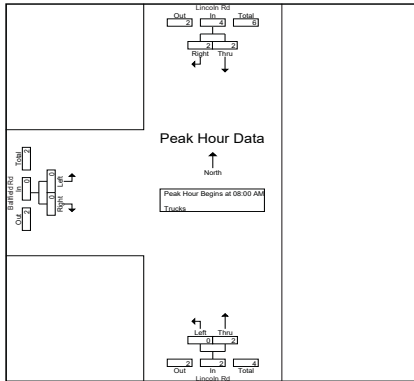 Lincoln Rd
Out In Total
2 4 6
2 2
Right Thru
Peak Hour Data
North
Peak Hour Begins at 08:00 AM
Trucks
Total
2
Batfield Rd
In
0
Out
2
0
Left
0
Right
Left Thru
0 2
2 2 4
Out In Total
Lincoln Rd